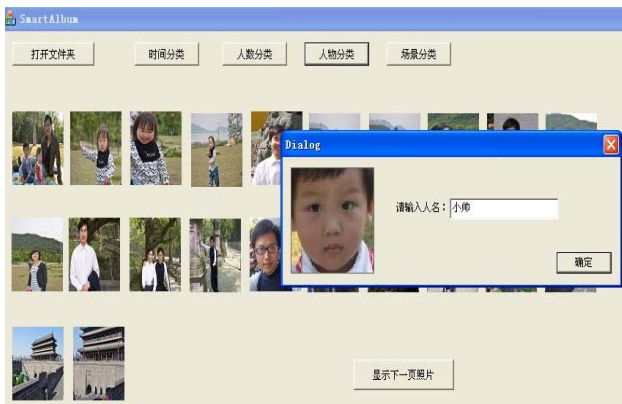 SmartAlbum
打开文件夹 时间分类 人数分类 人物分类 场景分类
Dialog
请输入人名： 小帅
确定
显示下一页照片